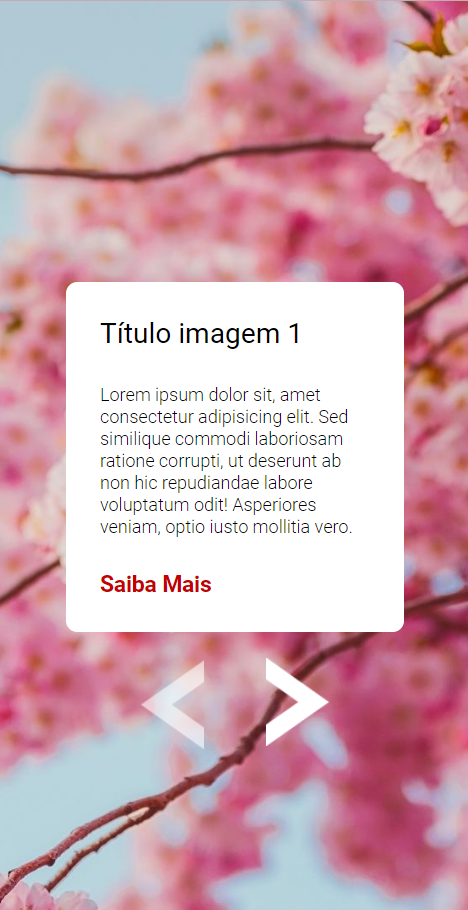 Título imagem 1
Lorem ipsum dolor sit, amet
consectetur adipisicing elit. Sed
similique commodi laboriosam
ratione corrupti, ut deserunt ab
non hic repudiandae labore
voluptatum odit! Asperiores
veniam, optio iusto mollitia vero.
Saiba Mais